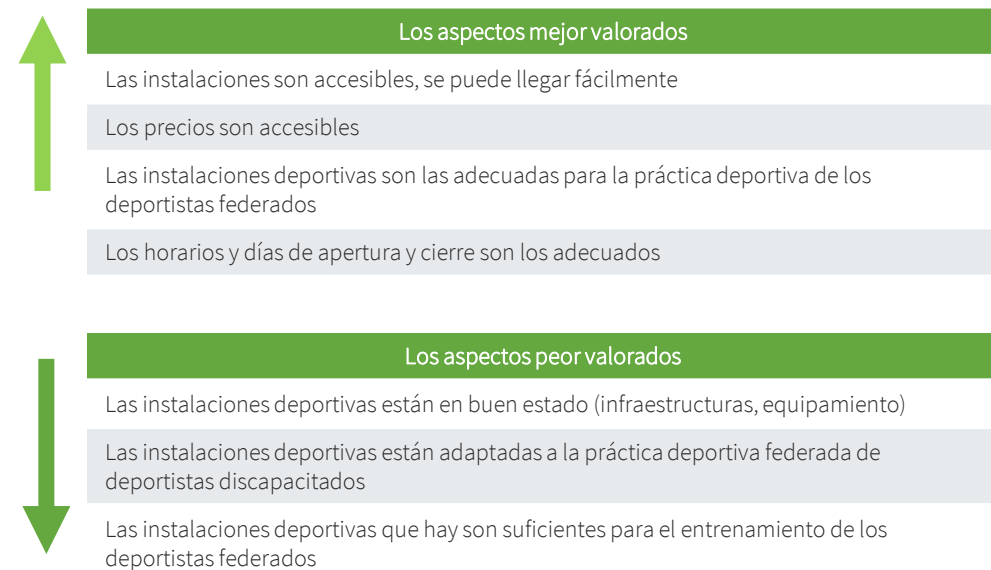 Los aspectos mejor valorados
Las instalaciones son accesibles, se puede llegar fácilmente
Los precios son accesibles
Las instalaciones deportivas son las adecuadas para la práctica deportiva de los
deportistas federados
Los horarios y días de apertura y cierre son los adecuados
Los aspectos peor valorados
Las instalaciones deportivas están en buen estado (infraestructuras, equipamiento)
Las instalaciones deportivas están adaptadas a la práctica deportiva federada de
deportistas discapacitados
Las instalaciones deportivas que hay son suficientes para el entrenamiento de los
deportistas federados